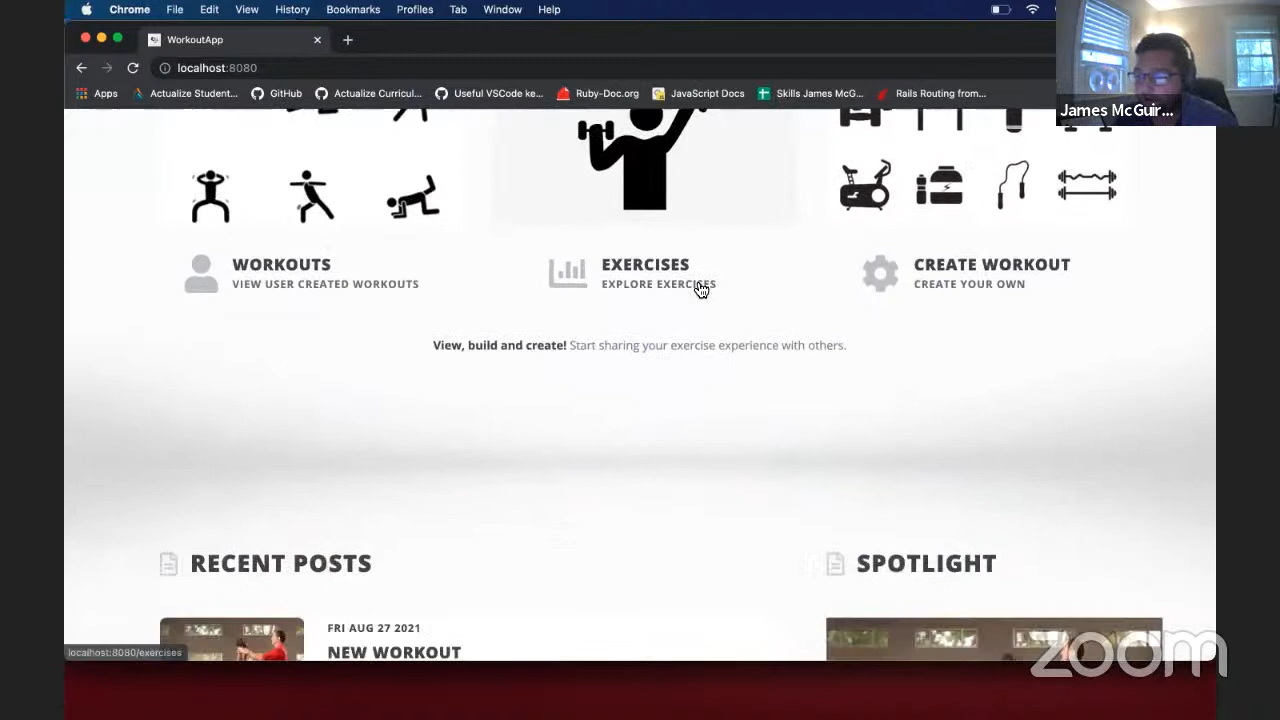 Chrome File Edit View History Bookmarks Profiles Tab Window Help
WorkoutApp
localhost:8080
Apps Actualize Student... GitHub Actualize Curricul... Useful VSCode ke... Ruby-Doc.org JavaScript Docs Skills James McG... Rails Routing from...
James McGuir...
WORKOUTS
VIEW USER CREATED WORKOUTS
EXERCISES
EXPLORE EXERCISES
CREATE WORKOUT
CREATE YOUR OWN
View, build and create! Start sharing your exercise experience with others.
RECENT POSTS
SPOTLIGHT
FRI AUG 27 2021
NEW WORKOUT
localhost:8080/exercises
zoom